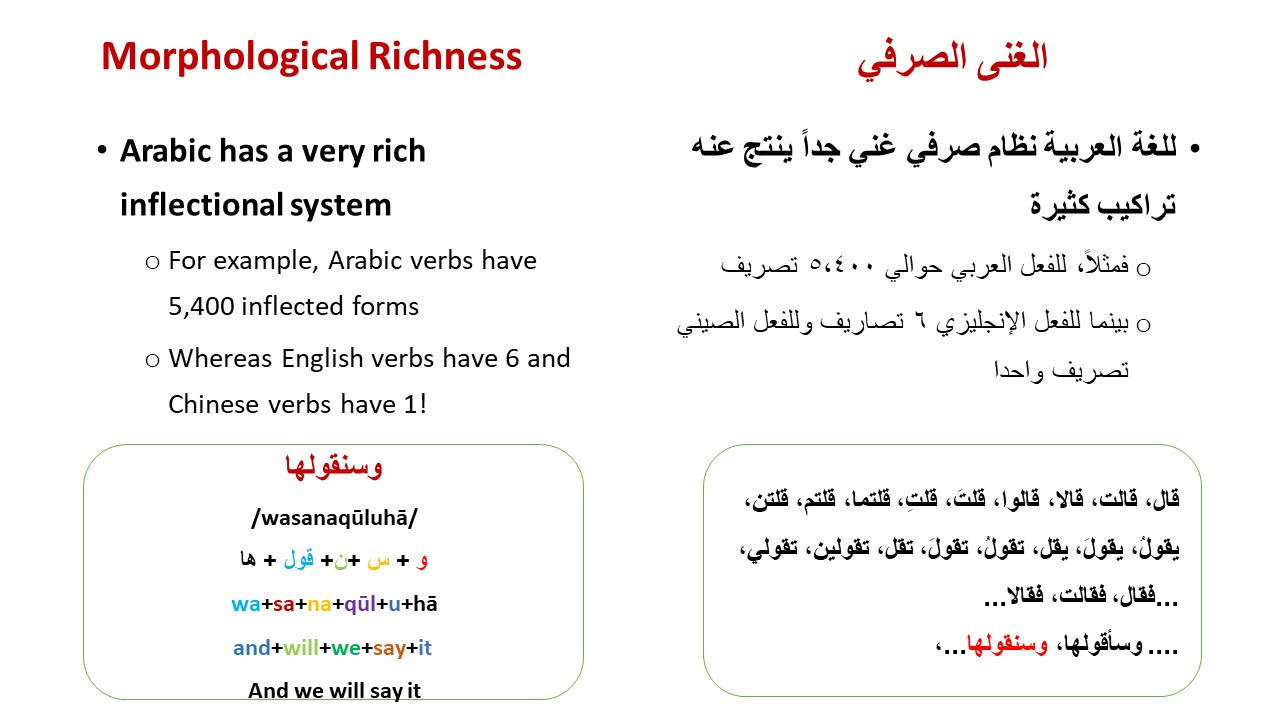 Morphological Richness
• Arabic has a very rich
inflectional system
o For example, Arabic verbs have
5,400 inflected forms
o Whereas English verbs have 6 and
Chinese verbs have 1!
وسنقولها
/wasanaqūluhā/
و + س +ن+ قول + ها
wa+sa+na+qūl+u+hā
and+will+we+say+it
And we will say it
الغنى الصرفي
• للغة العربية نظام صرفي غني جداً ينتج عنه
تراكيب كثيرة
o فمثلاً، للفعل العربي حوالي ٥،٤٠٠ تصريف
o بينما للفعل الإنجليزي ٦ تصاريف وللفعل الصيني
تصريف واحدا
قال، قالت، قالا، قالوا، قلتَ، قلتِ، قلتما، قلتم، قلتن،
يقولُ، يقولَ، يقل، تقولُ، تقولَ، تقل، تقولين، تقولي،
...فقال، فقالت، فقالا...
.... وسأقولها، وسنقولها...،